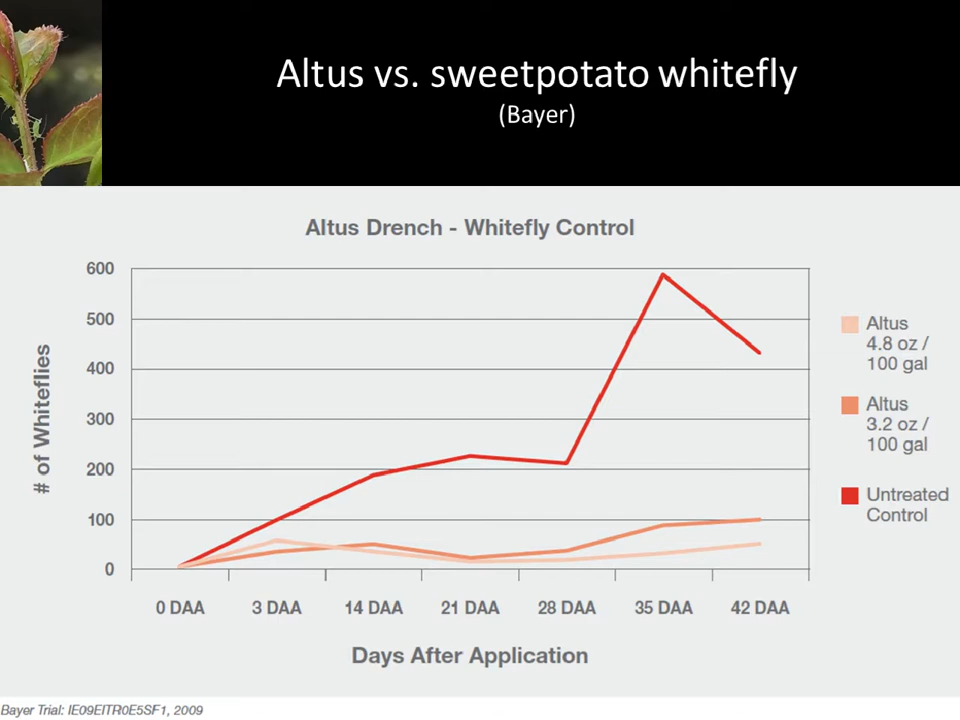 Altus vs. sweetpotato whitefly
(Bayer)
Altus Drench - Whitefly Control
600
500
400
300
200
100
0
# of Whiteflies
0 DAA
3 DAA
14 DAA
21 DAA
28 DAA
35 DAA
42 DAA
Days After Application
Altus
4.8 oz /
100 gal
Altus
3.2 oz /
100 gal
Untreated
Control
Bayer Trial: IE09EITR0E5SF1, 2009